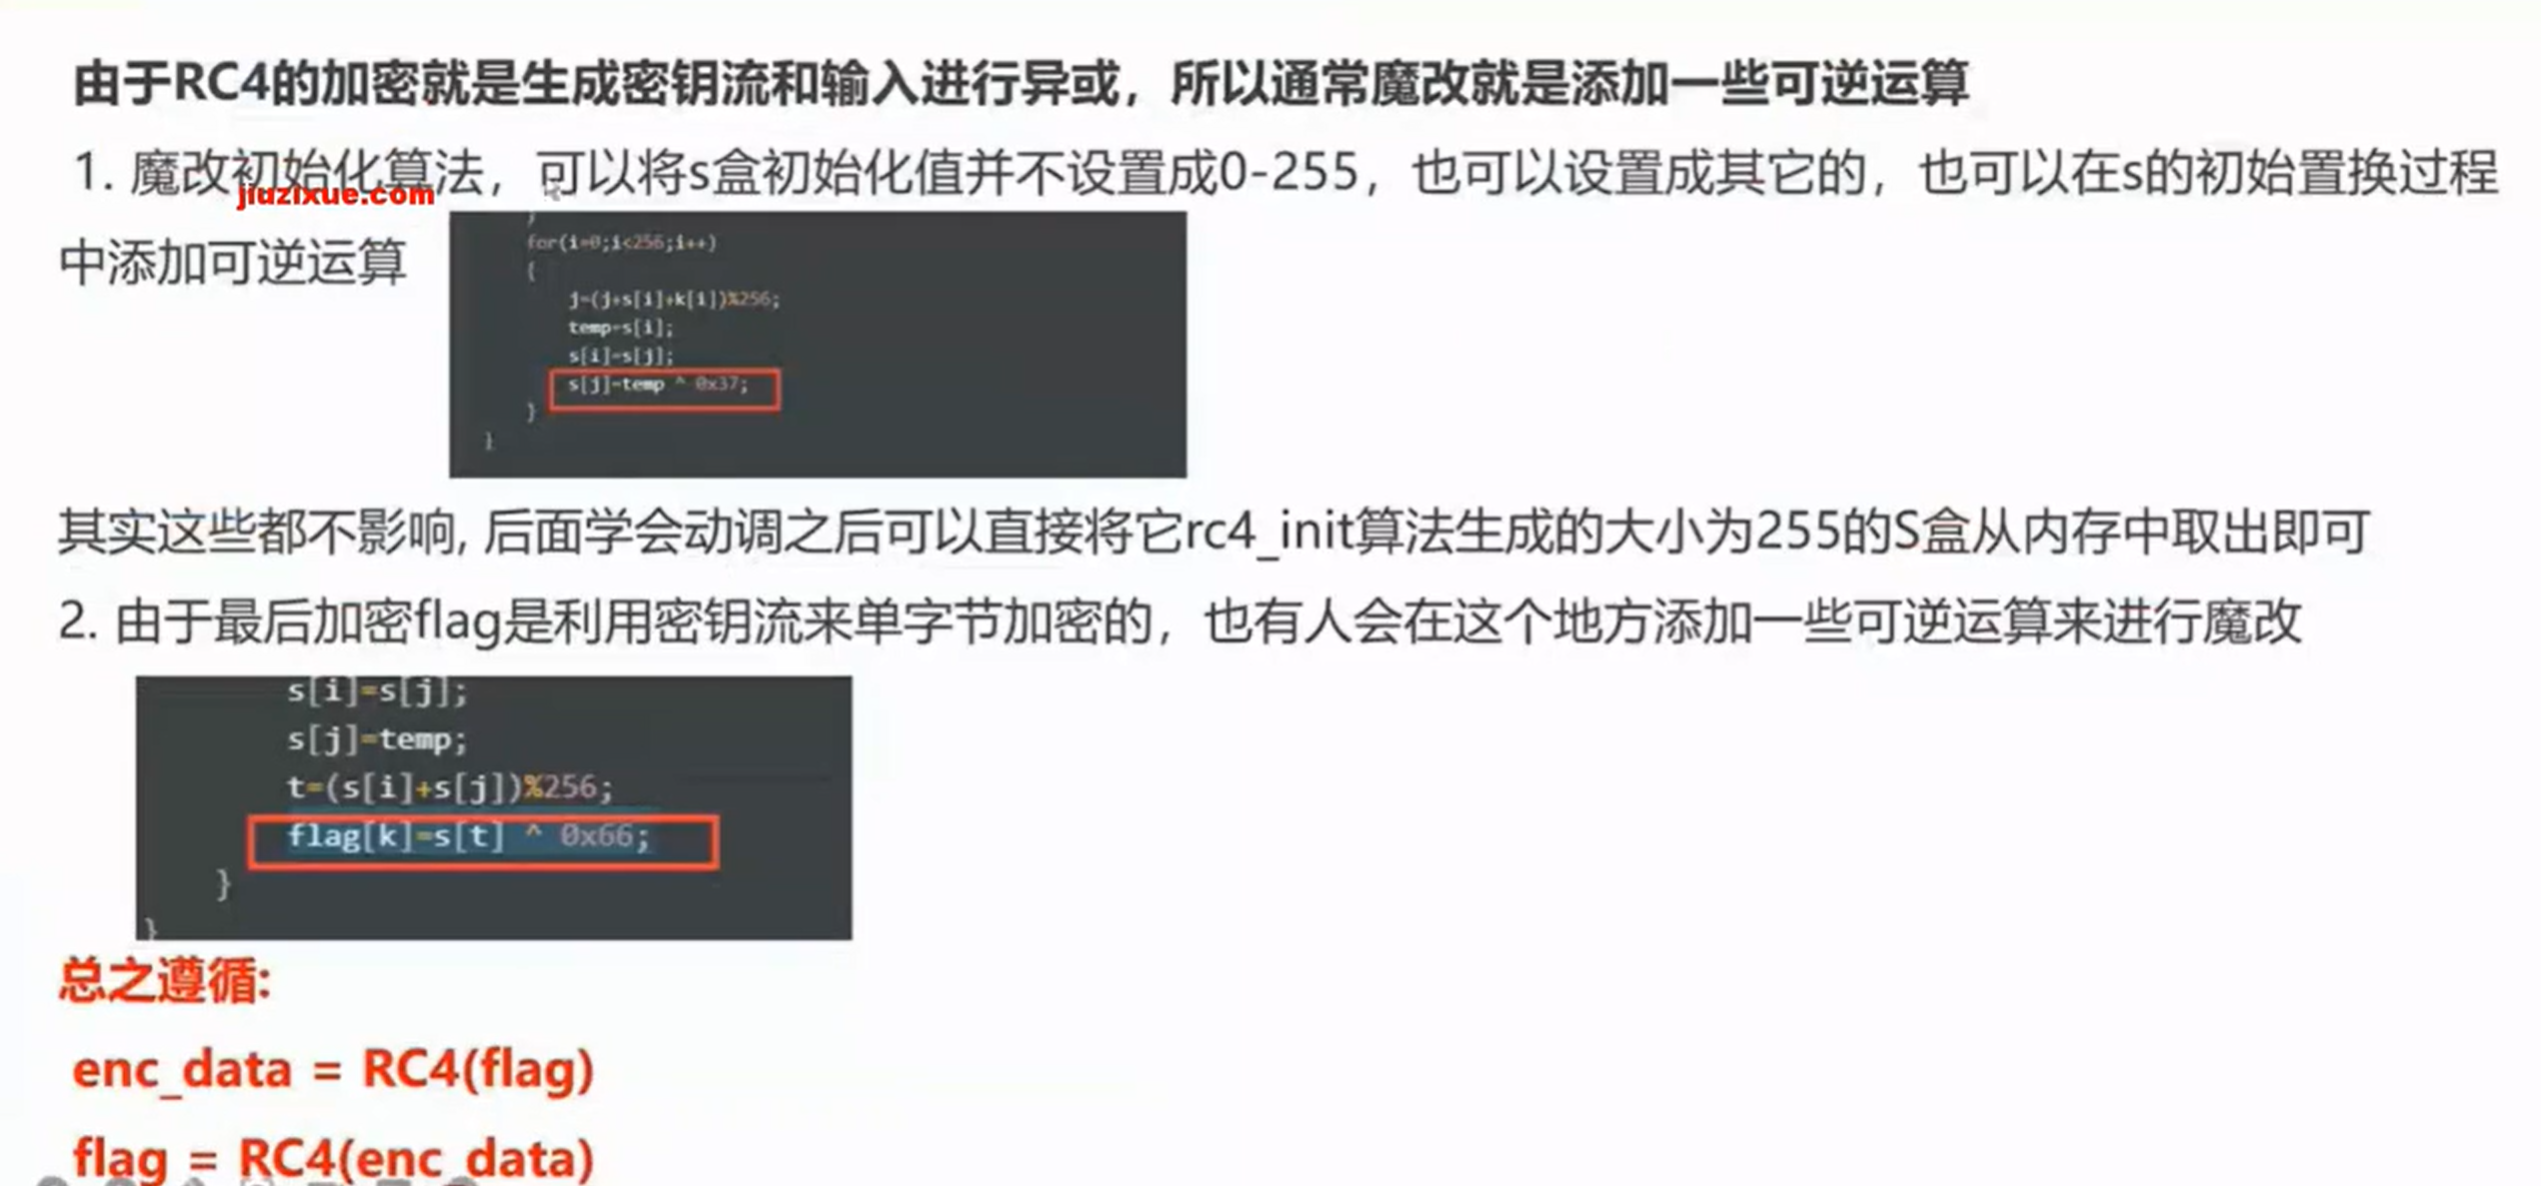 由于RC4的加密就是生成密钥流和输入进行异或，所以通常魔改就是添加一些可逆运算
1. 魔改初始化算法，可以将s盒初始化值并不设置成0-255，也可以设置成其它的，也可以在s的初始置换过程
jiuzixue.com
中添加可逆运算
}
for(i=0;i<256;i++)
{
j=(j+s[i]+k[i])%256;
temp=s[i];
s[i]=s[j];
s[j]=temp ^ 0x37;
}
}
其实这些都不影响, 后面学会动调之后可以直接将它rc4_init算法生成的大小为255的S盒从内存中取出即可
2. 由于最后加密flag是利用密钥流来单字节加密的，也有人会在这个地方添加一些可逆运算来进行魔改
s[i]=s[j];
s[j]=temp;
t=(s[i]+s[j])%256;
flag[k]=s[t] ^ 0x66;
}
}
总之遵循:
enc_data = RC4(flag)
flag = RC4(enc_data)